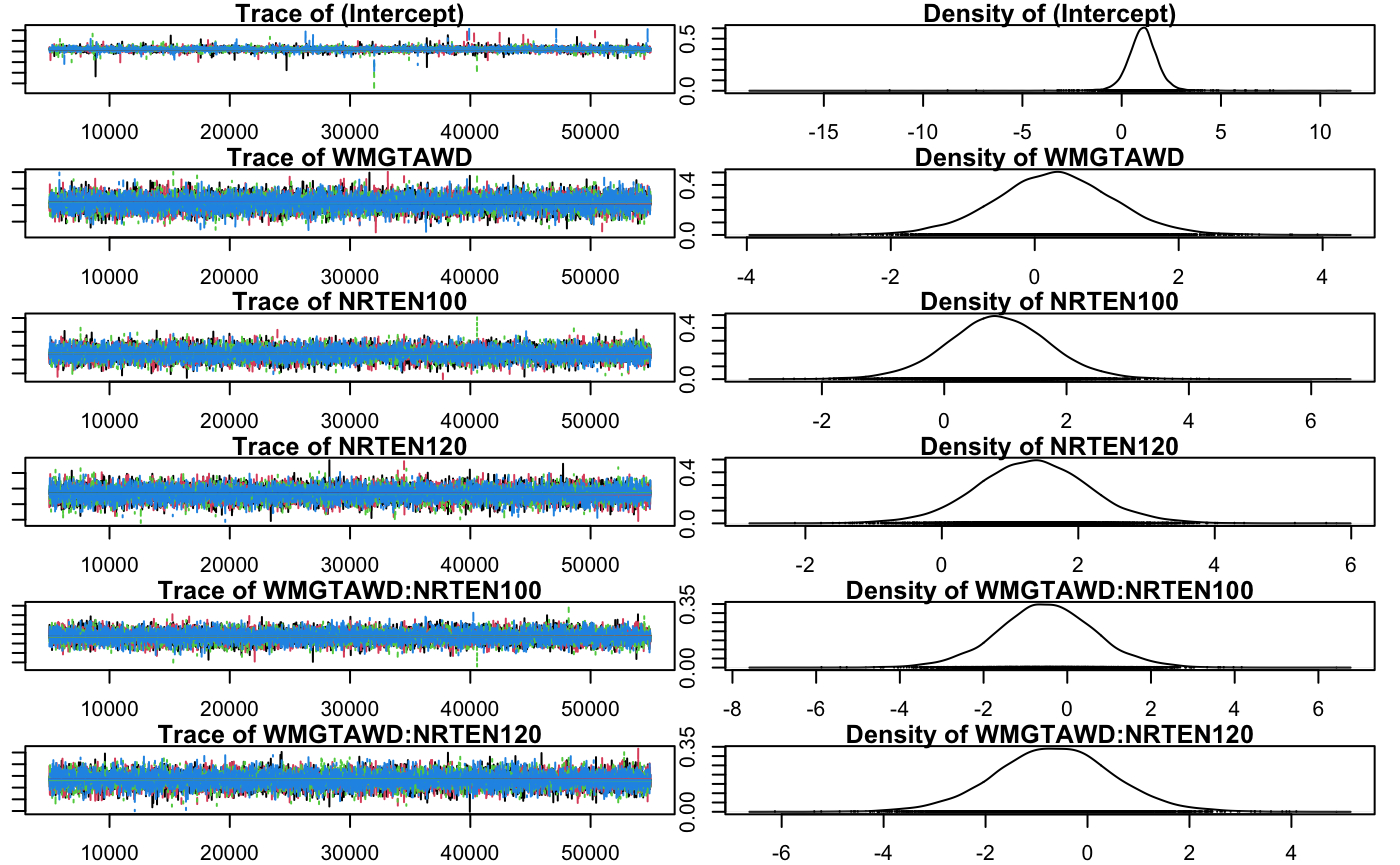 Trace of (Intercept)
10000 20000 30000 40000 50000
Density of (Intercept)
0.0 0.5
-15 -10 -5 0 5 10
Trace of WMGTAWD
10000 20000 30000 40000 50000
Density of WMGTAWD
0.0 0.4
-4 -2 0 2 4
Trace of NRTEN100
10000 20000 30000 40000 50000
Density of NRTEN100
0.0 0.4
-2 0 2 4 6
Trace of NRTEN120
10000 20000 30000 40000 50000
Density of NRTEN120
0.0 0.4
-2 0 2 4 6
Trace of WMGTAWD:NRTEN100
10000 20000 30000 40000 50000
Density of WMGTAWD:NRTEN100
0.00 0.35
-8 -6 -4 -2 0 2 4 6
Trace of WMGTAWD:NRTEN120
10000 20000 30000 40000 50000
Density of WMGTAWD:NRTEN120
0.00 0.35
-6 -4 -2 0 2 4